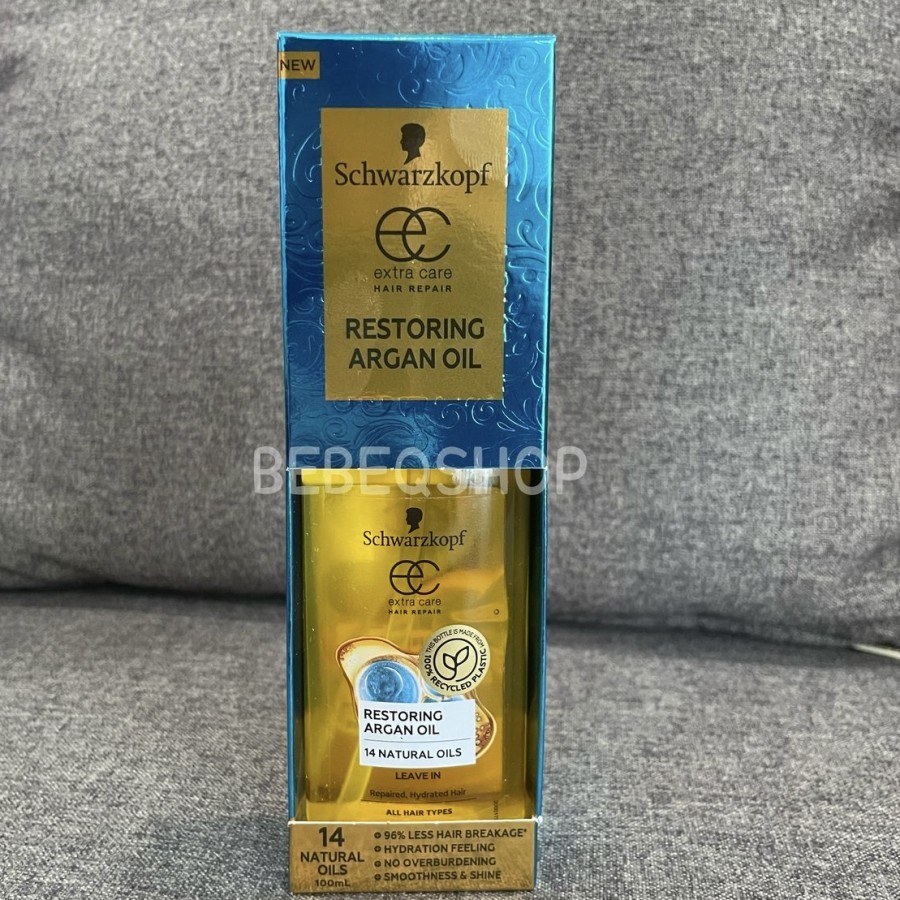 NEW
Schwarzkopf
ec
extra care
HAIR REPAIR
RESTORING
ARGAN OIL
BEBEQSHOP
Schwarzkopf
ec
extra care
HAIR REPAIR
THIS BOTTLE IS MADE FROM
100% RECYCLED PLASTIC
RESTORING
ARGAN OIL
14 NATURAL OILS
LEAVE IN
Repaired, Hydrated Hair
ALL HAIR TYPES
14
NATURAL
OILS
100mL
96% LESS HAIR BREAKAGE*
HYDRATION FEELING
NO OVERBURDENING
SMOOTHNESS & SHINE